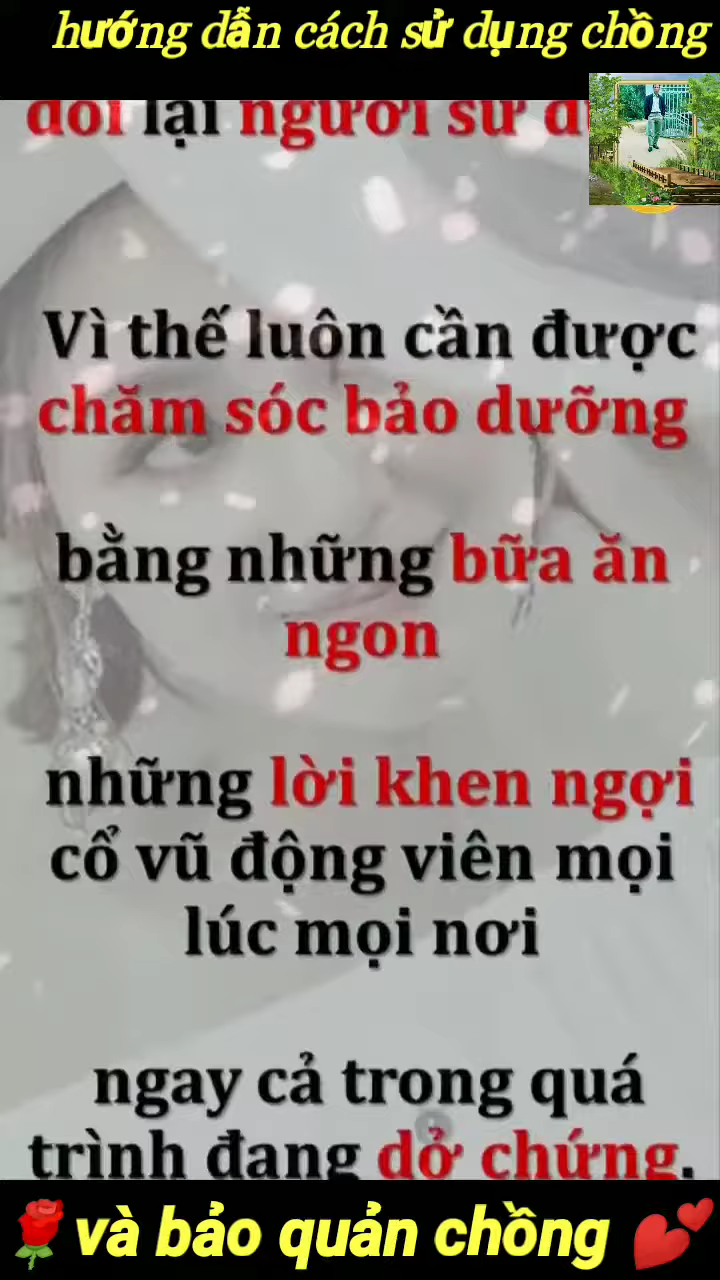 hướng dẫn cách sử dụng chồng
lại người sử
Vì thế luôn cần được
chăm sóc bảo dưỡng
bằng những bữa ăn
ngon
những lời khen ngợi
cổ vũ động viên mọi
lúc mọi nơi
ngay cả trong quá
trình đang dở chứng.
🌹và bảo quản chồng 💕